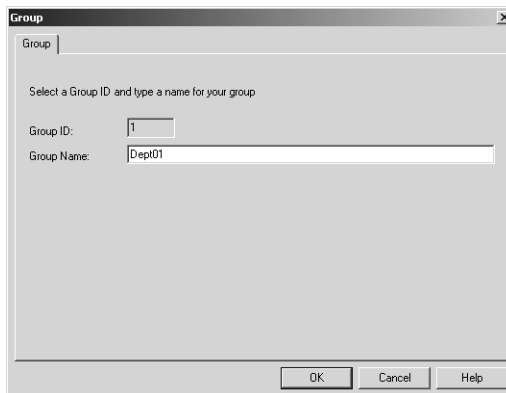 Group
Group
Select a Group ID and type a name for your group
Group ID: 1
Group Name: Dept01
OK Cancel Help